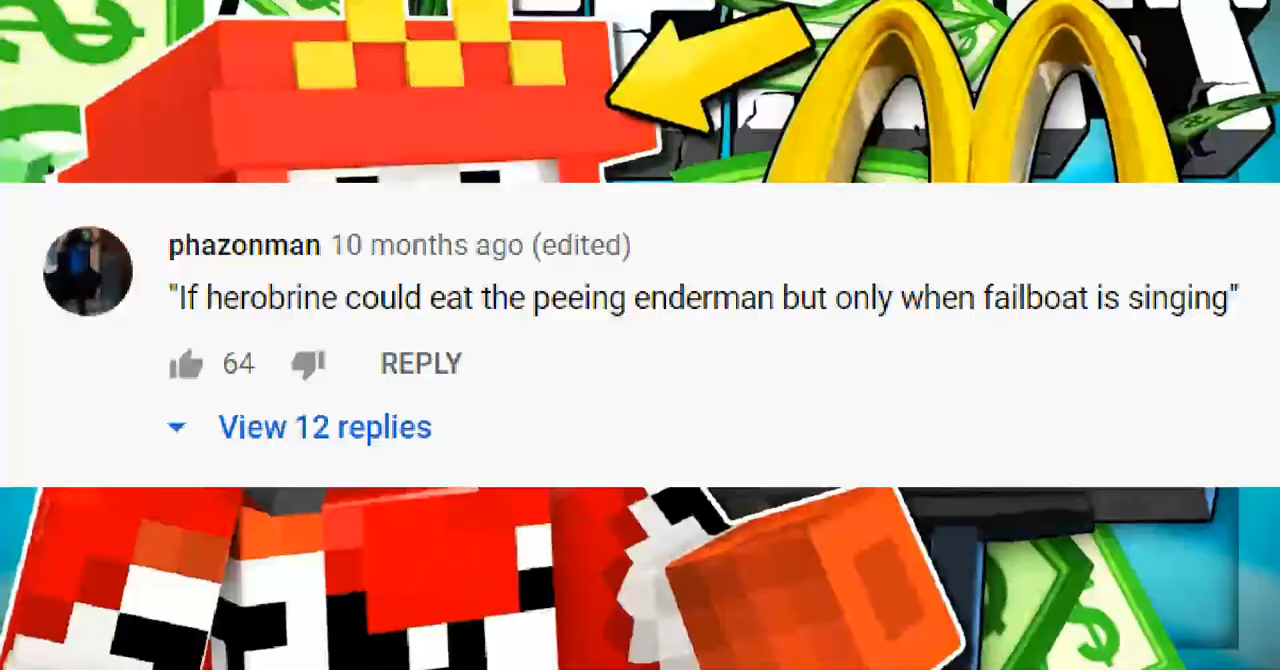 phazonman 10 months ago (edited)
"If herobrine could eat the peeing enderman but only when failboat is singing"
64 REPLY
View 12 replies